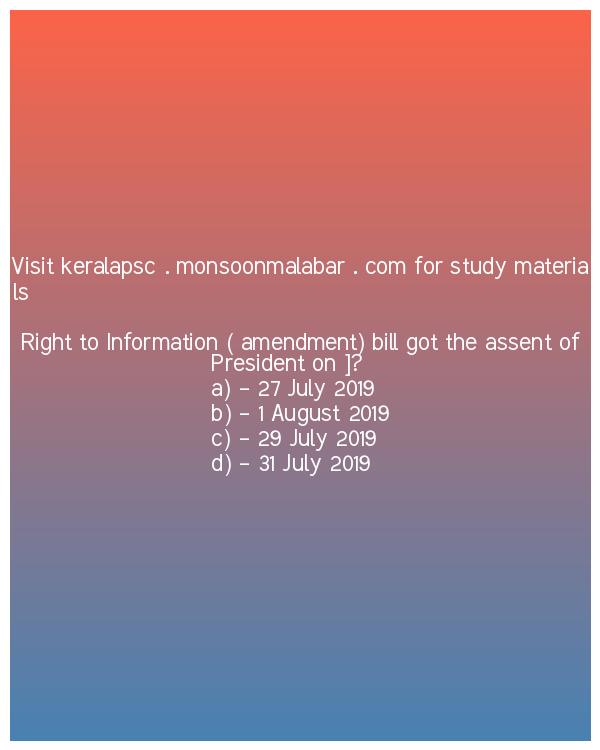 Visit keralapsc . monsoonmalabar . com for study materia
ls
Right to Information ( amendment) bill got the assent of
President on ]?
a) - 27 July 2019
b) - 1 August 2019
c) - 29 July 2019
d) - 31 July 2019